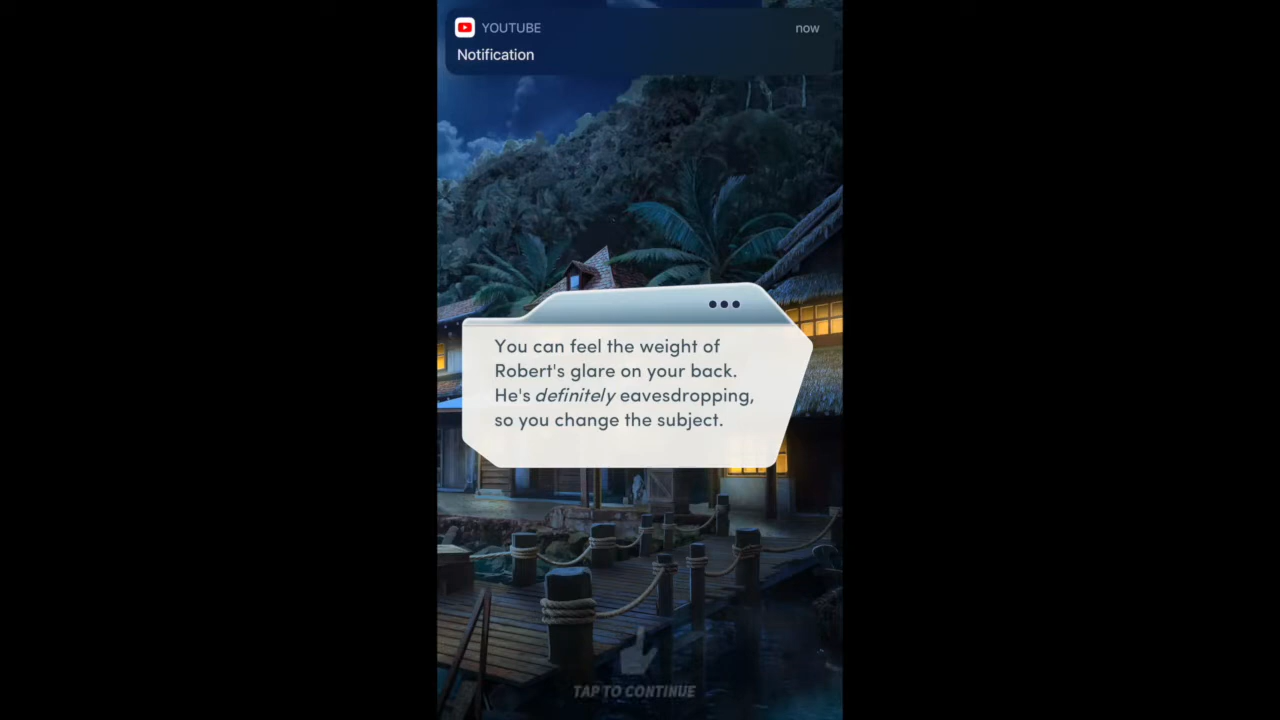 YOUTUBE
now
Notification
You can feel the weight of
Robert's glare on your back.
He's definitely eavesdropping,
so you change the subject.
TAP TO CONTINUE